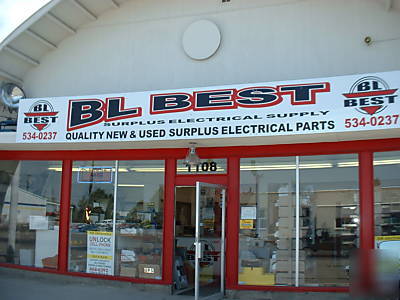 BL BEST
SURPLUS ELECTRICAL SUPPLY
QUALITY NEW & USED SURPLUS ELECTRICAL PARTS
BL
BEST
534-0237
BL
BEST
534-0237
1108
UNLOCK
BEST